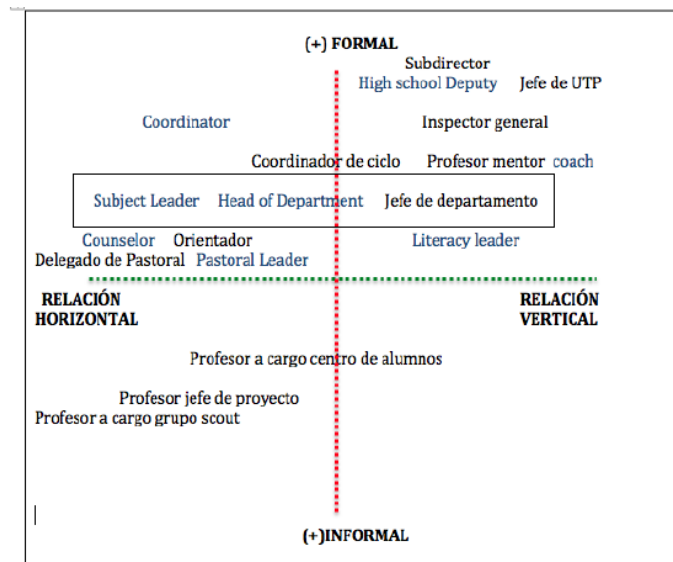 (+) FORMAL
Subdirector
High school Deputy Jefe de UTP
Coordinator Inspector general
Coordinador de ciclo Profesor mentor coach
Subject Leader Head of Department Jefe de departamento
Counselor Orientador Literacy leader
Delegado de Pastoral Pastoral Leader
RELACIÓN HORIZONTAL
RELACIÓN VERTICAL
Profesor a cargo centro de alumnos
Profesor jefe de proyecto
Profesor a cargo grupo scout
(+)INFORMAL